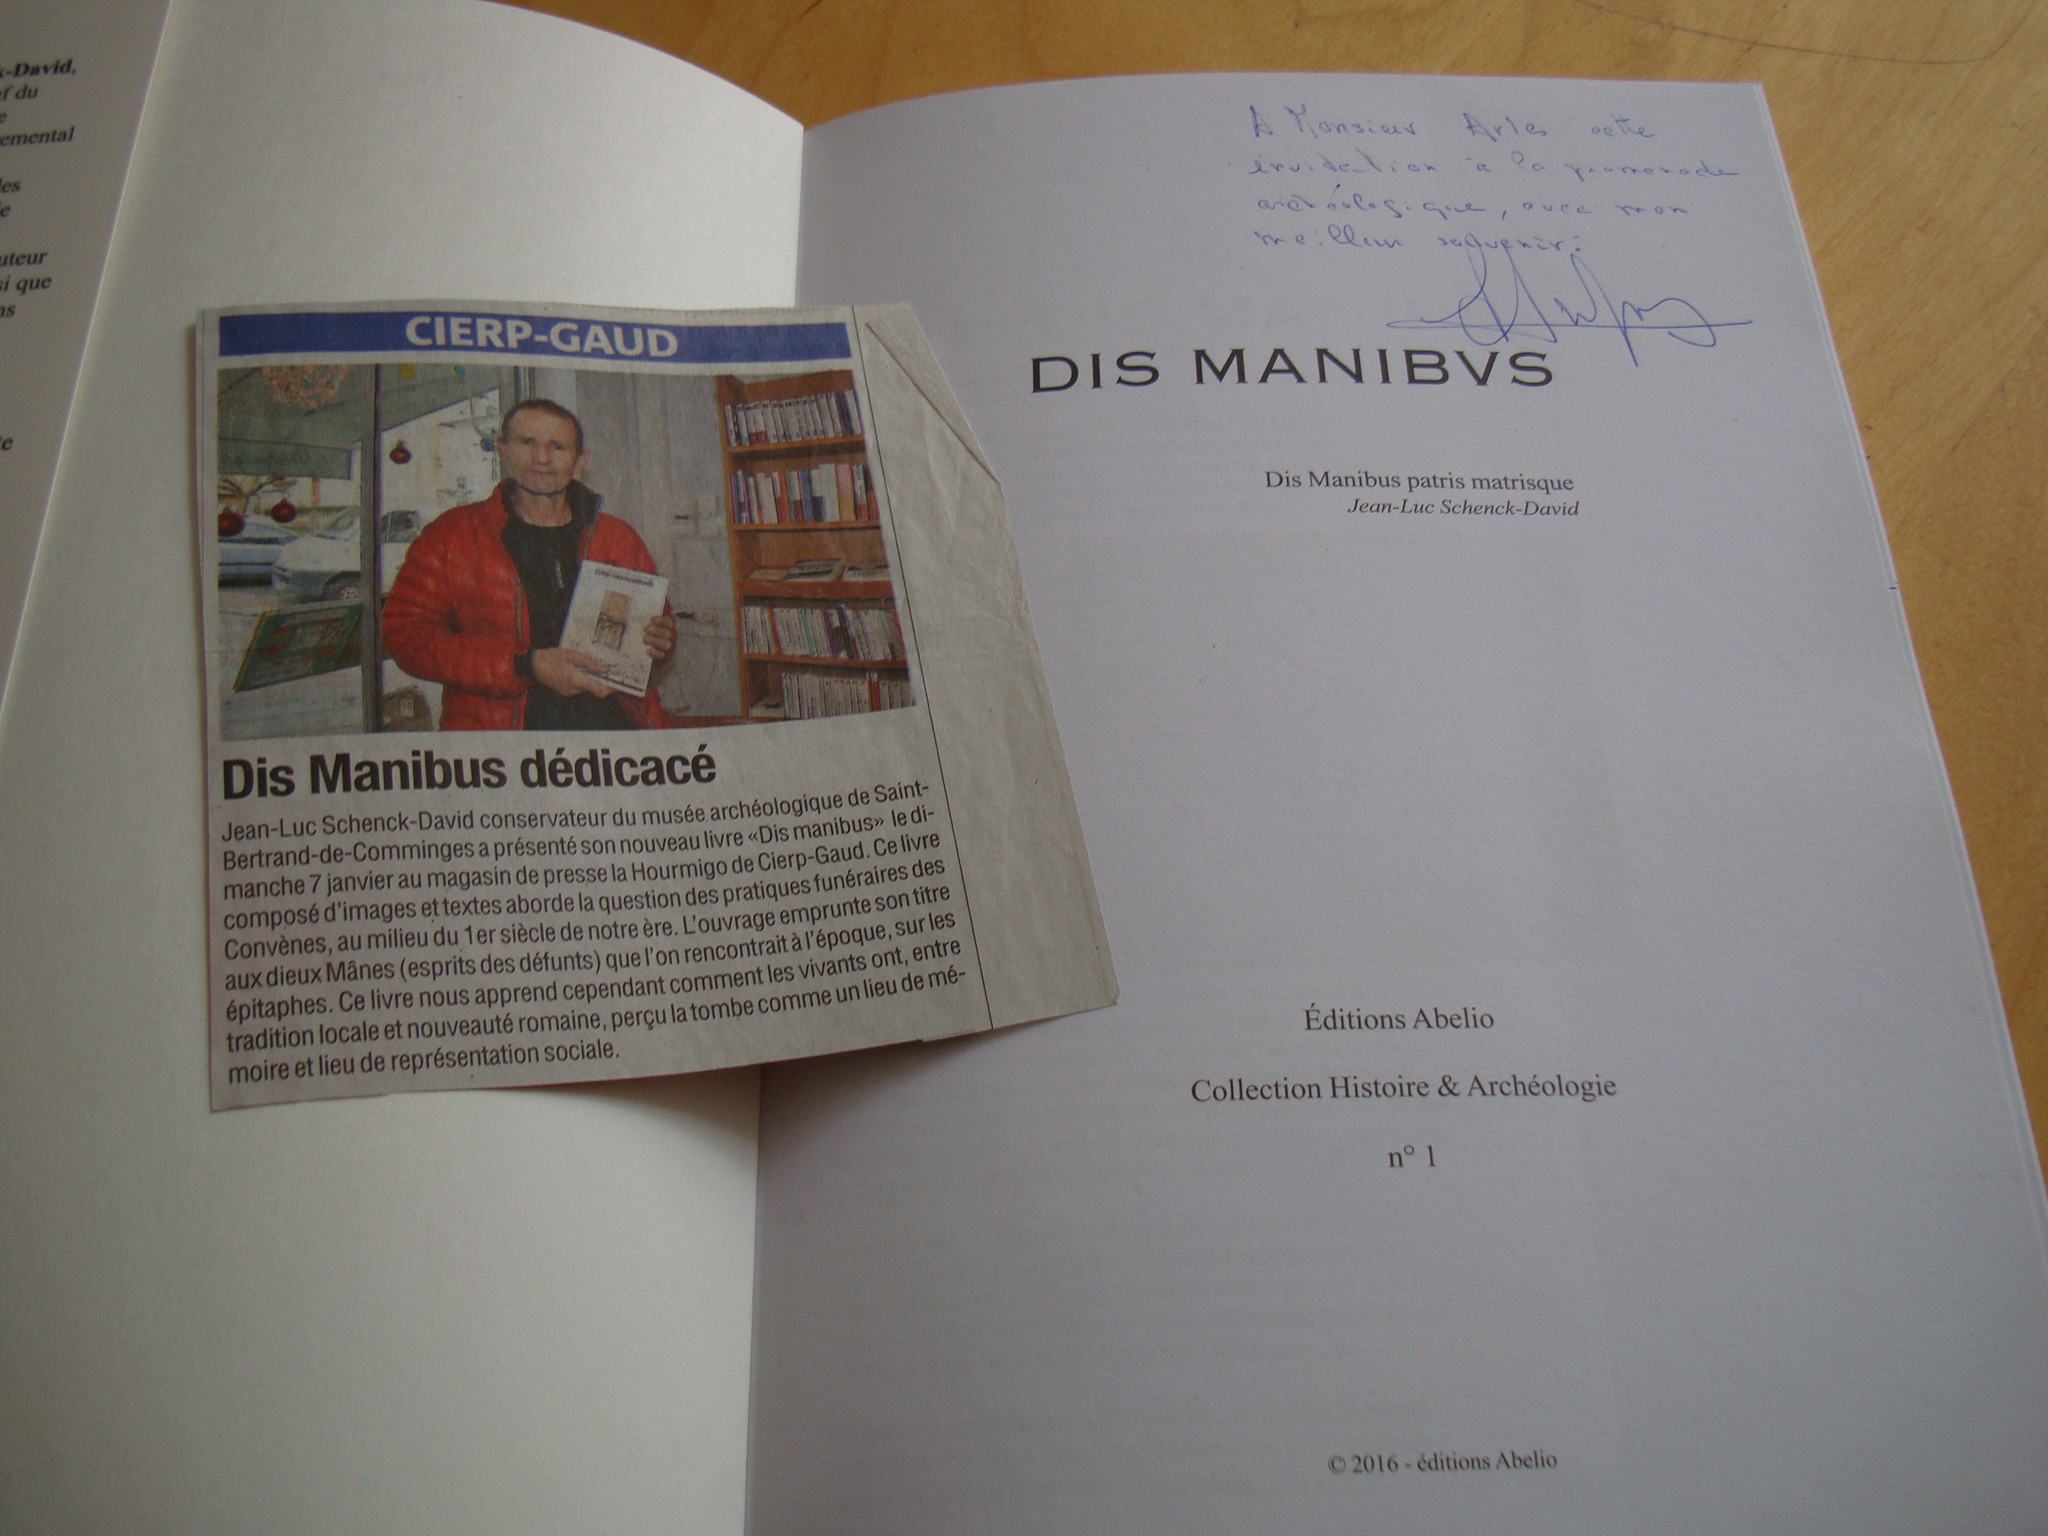 k-David,
ef du
e
emental
les
e
uteur
si que
ns
te
CIERP-GAUD
Dis Manibus dédicacé
Jean-Luc Schenck-David conservateur du musée archéologique de Saint-
Bertrand-de-Comminges a présenté son nouveau livre «Dis manibus» le di-
manche 7 janvier au magasin de presse la Hourmigo de Cierp-Gaud. Ce livre
composé d'images et textes aborde la question des pratiques funéraires des
Convènes, au milieu du 1er siècle de notre ère. L'ouvrage emprunte son titre
aux dieux Mânes (esprits des défunts) que l'on rencontrait à l'époque, sur les
épitaphes. Ce livre nous apprend cependant comment les vivants ont, entre
tradition locale et nouveauté romaine, perçu la tombe comme un lieu de mé-
moire et lieu de représentation sociale.
A Monsieur Arles cette
invitation à la promenade
archéologique, avec mon
meilleur souvenir.
DIS MANIBVS
Dis Manibus patris matrisque
Jean-Luc Schenck-David
Éditions Abelio
Collection Histoire & Archéologie
n° 1
© 2016 - éditions Abelio